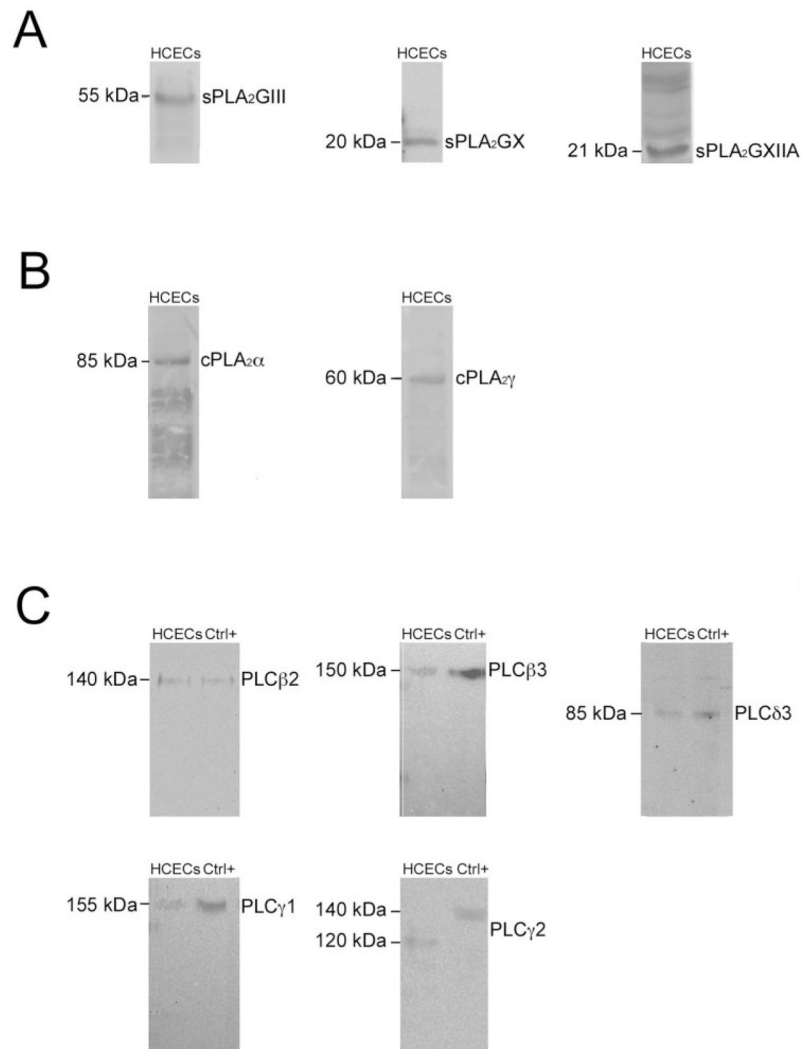 A
HCECs HCECs HCECs
55 kDa sPLA₂GIII
20 kDa sPLA₂GX
21 kDa sPLA₂GXIIA
B
HCECs HCECs
85 kDa cPLA₂α
60 kDa cPLA₂γ
C
HCECs Ctrl+ HCECs Ctrl+ HCECs Ctrl+
140 kDa PLCβ2
150 kDa PLCβ3
85 kDa PLCδ3
HCECs Ctrl+ HCECs Ctrl+
155 kDa PLCγ1
140 kDa
120 kDa PLCγ2